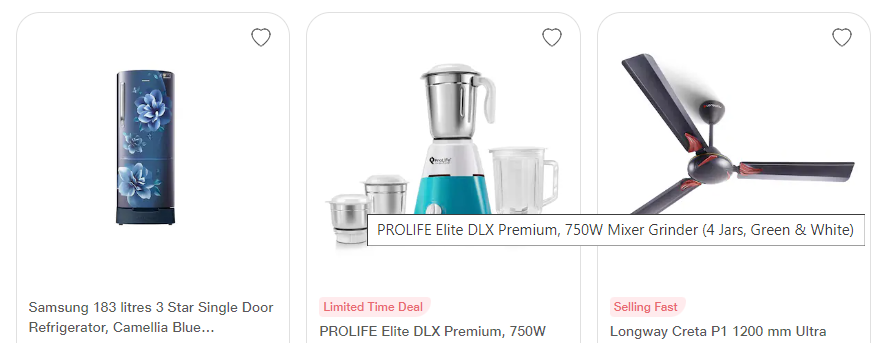 ProLife
PROLIFE Elite DLX Premium, 750W Mixer Grinder (4 Jars, Green & White)
Samsung 183 litres 3 Star Single Door
Refrigerator, Camellia Blue...
Limited Time Deal
PROLIFE Elite DLX Premium, 750W
Selling Fast
Longway Creta P1 1200 mm Ultra